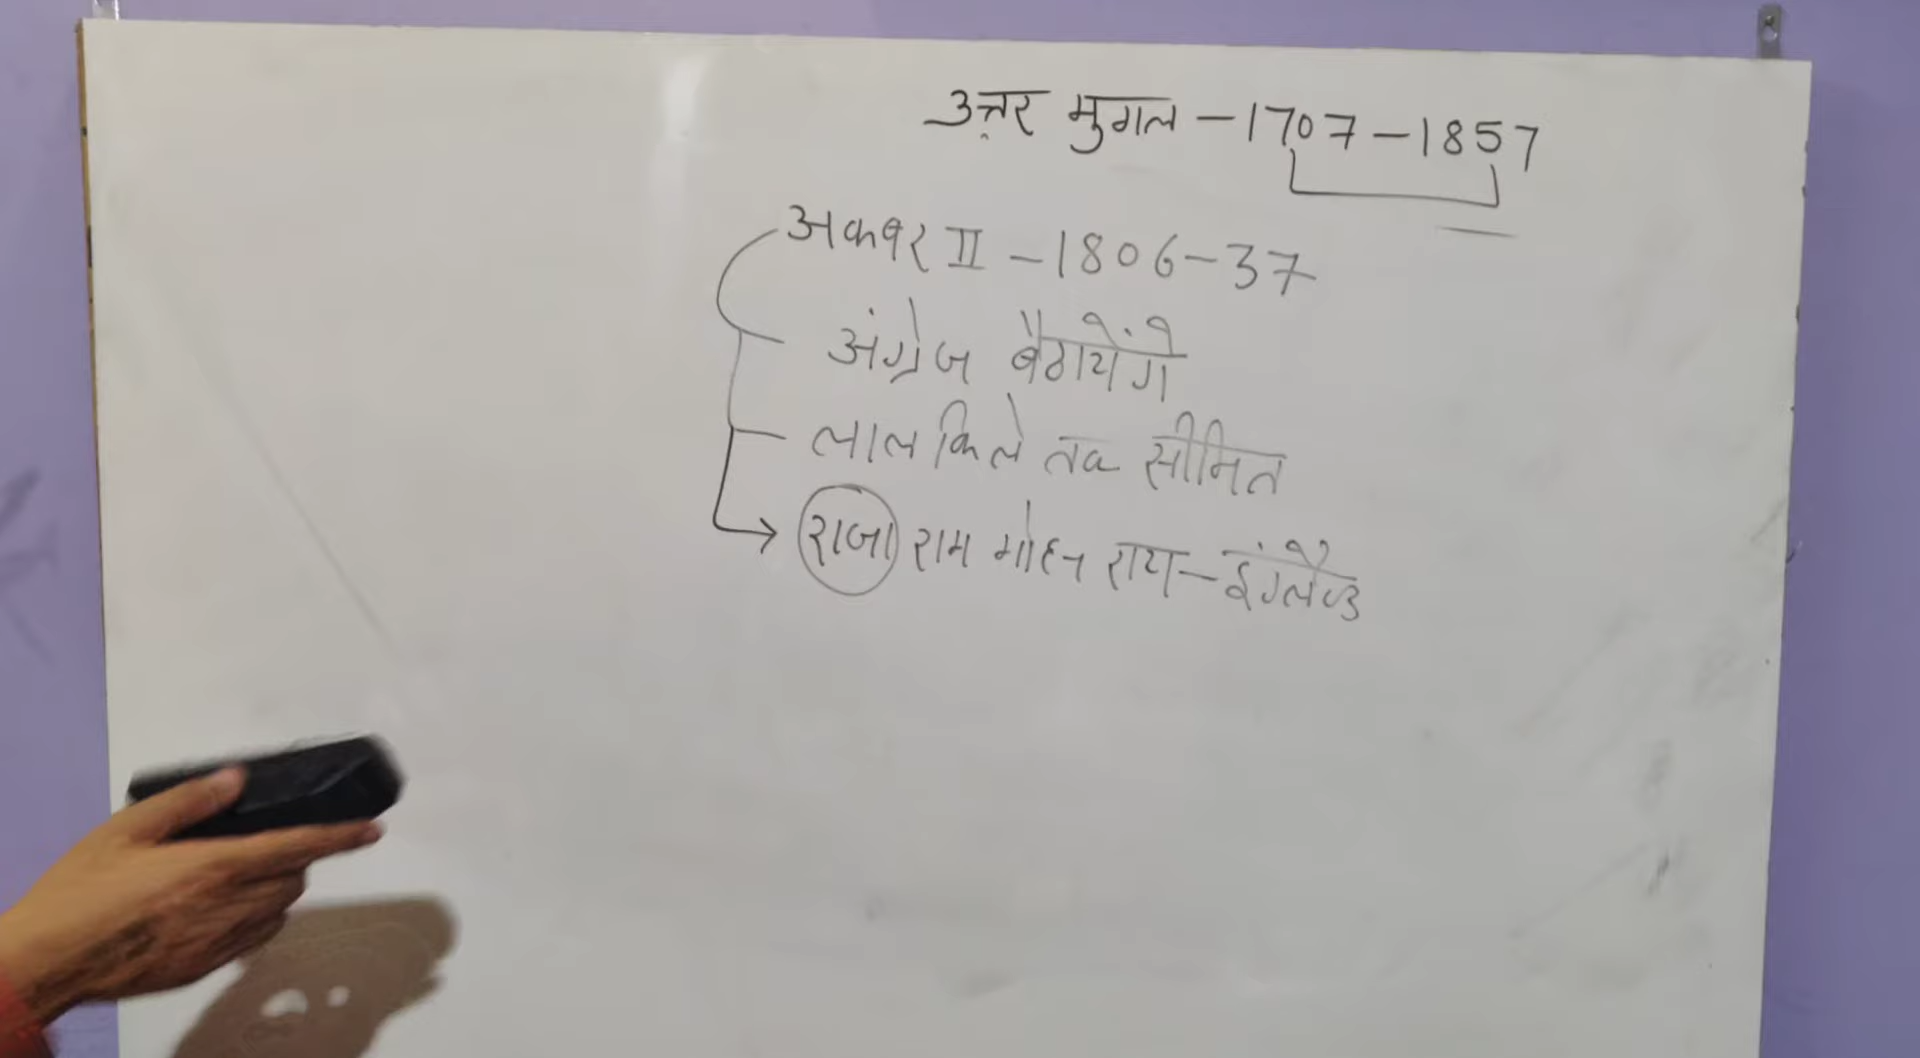 उत्तर मुगल – 1707 – 1857
अकबर II – 1806 – 37
अंग्रेज बैठायेंगे
लाल किले तक सीमित
राजा राम मोहन राय – इंग्लैण्ड